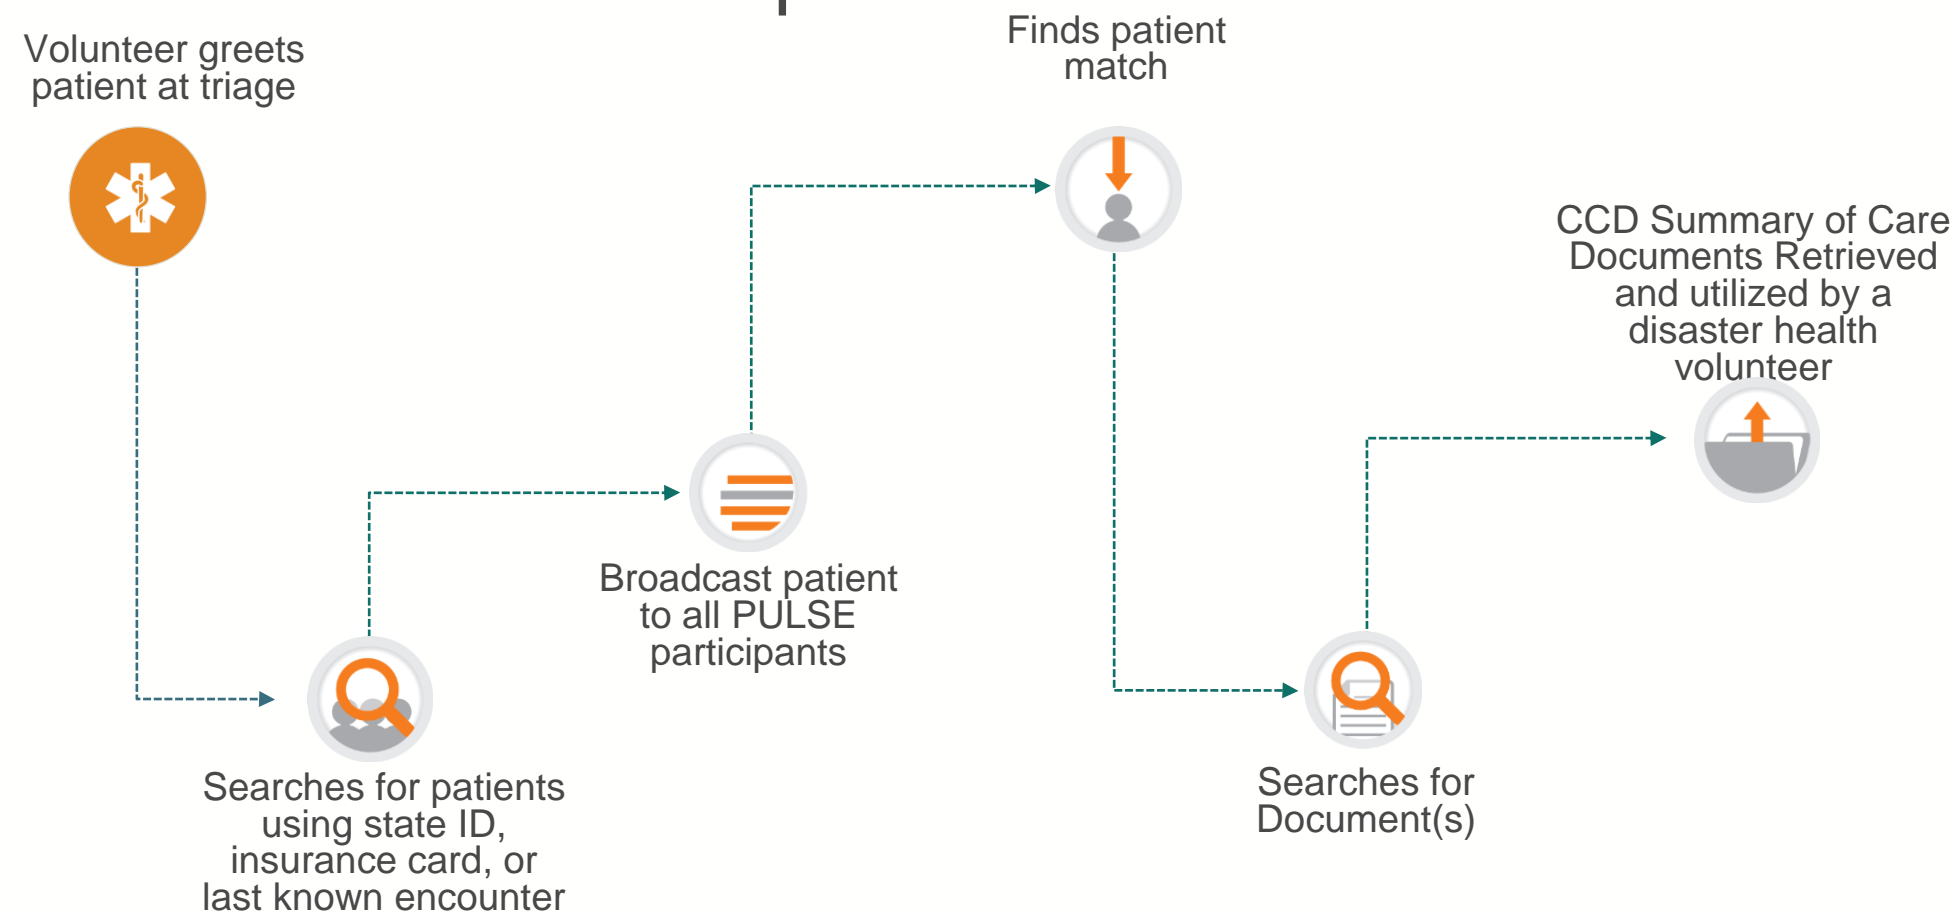 Volunteer greets
patient at triage
Searches for patients
using state ID,
insurance card, or
last known encounter
Broadcast patient
to all PULSE
participants
Finds patient
match
Searches for
Document(s)
CCD Summary of Care
Documents Retrieved
and utilized by a
disaster health
volunteer